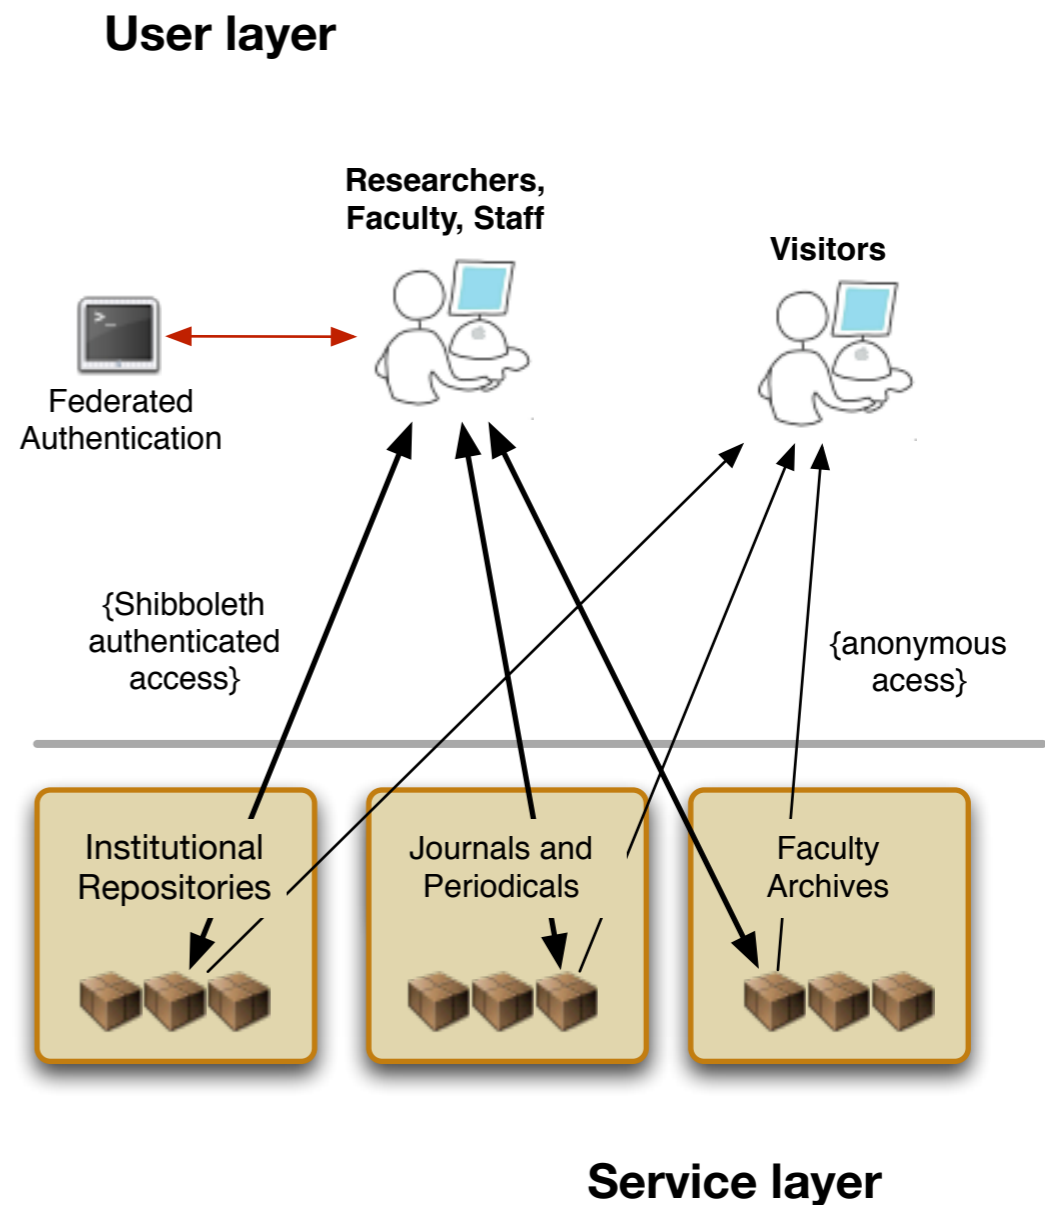 User layer
Researchers,
Faculty, Staff
Visitors
>_
Federated
Authentication
{Shibboleth
authenticated
access}
{anonymous
acess}
Institutional
Repositories
Journals and
Periodicals
Faculty
Archives
Service layer